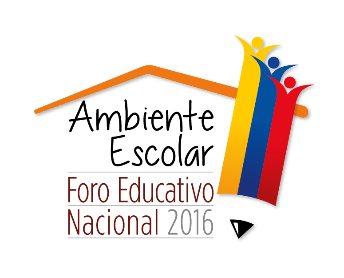 Ambiente
Escolar
Foro Educativo
Nacional 2016